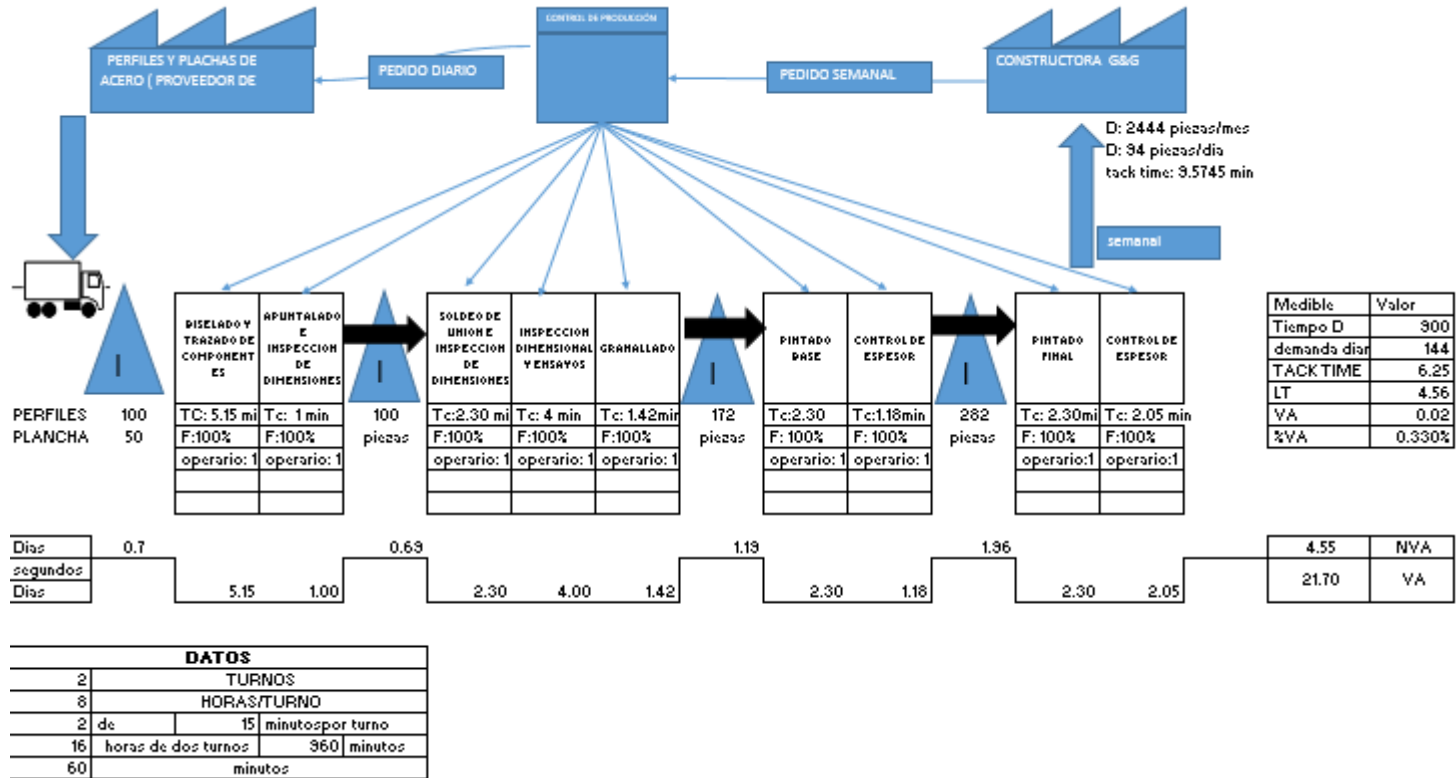 CONTROL DE PRODUCCIÓN
PERFILES Y PLACHAS DE
ACERO ( PROVEEDOR DE
PEDIDO DIARIO
PEDIDO SEMANAL
CONSTRUCTORA G&G
D: 2444 piezas/mes
D: 94 piezas/dia
tack time: 9.5745 min
semanal
BISELADO Y
TRAZADO DE
COMPONENT
ES
APUNTALADO
E
INSPECCION
DE
DIMENSIONES
SOLDEO DE
UNION E
INSPECCION
DE
DIMENSIONES
INSPECCION
DIMENSIONAL
Y ENSAYOS
GRANALLADO
PINTADO
BASE
CONTROL DE
ESPESOR
PINTADO
FINAL
CONTROL DE
ESPESOR
I
I
I
I
PERFILES 100
PLANCHA 50
TC: 5.15 mi
Tc: 1 min
100
piezas
Tc:2.30 mi
Tc: 4 min
Tc: 1.42min
172
piezas
Tc:2.30
Tc:1.18min
282
piezas
Tc: 2.30mi
Tc: 2.05 min
F:100% F:100% F:100% F:100% F:100% F: 100% F: 100% F: 100% F:100%
operario: 1 operario: 1 operario: 1 operario: 1 operario: 1 operario: 1 operario: 1 operario:1 operario:1
Medible Valor
Tiempo D 900
demanda diar 144
TACK TIME 6.25
LT 4.56
VA 0.02
%VA 0.330%
Dias 0.7 0.69 1.19 1.96 4.55 NVA
segundos
Dias 5.15 1.00 2.30 4.00 1.42 2.30 1.18 2.30 2.05 21.70 VA
DATOS
2 TURNOS
8 HORAS/TURNO
2 de 15 minutospor turno
16 horas de dos turnos 960 minutos
60 minutos